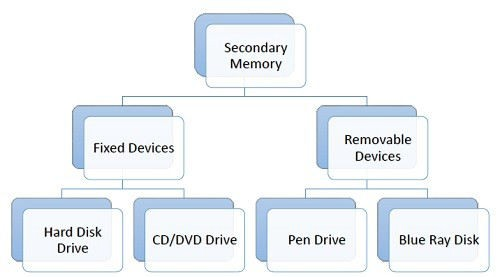 Secondary
Memory
Fixed Devices
Removable
Devices
Hard Disk
Drive
CD/DVD Drive
Pen Drive
Blue Ray Disk